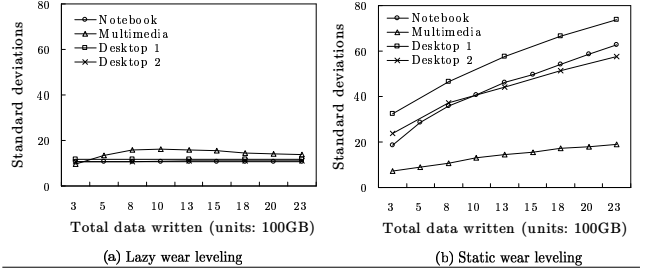 80
60
40
20
0
Standard deviations
Notebook
Multimedia
Desktop 1
Desktop 2
3 5 8 10 13 15 18 20 23
Total data written (units: 100GB)
(a) Lazy wear leveling
80
60
40
20
0
Standard deviations
Notebook
Multimedia
Desktop 1
Desktop 2
3 5 8 10 13 15 18 20 23
Total data written (units: 100GB)
(b) Static wear leveling